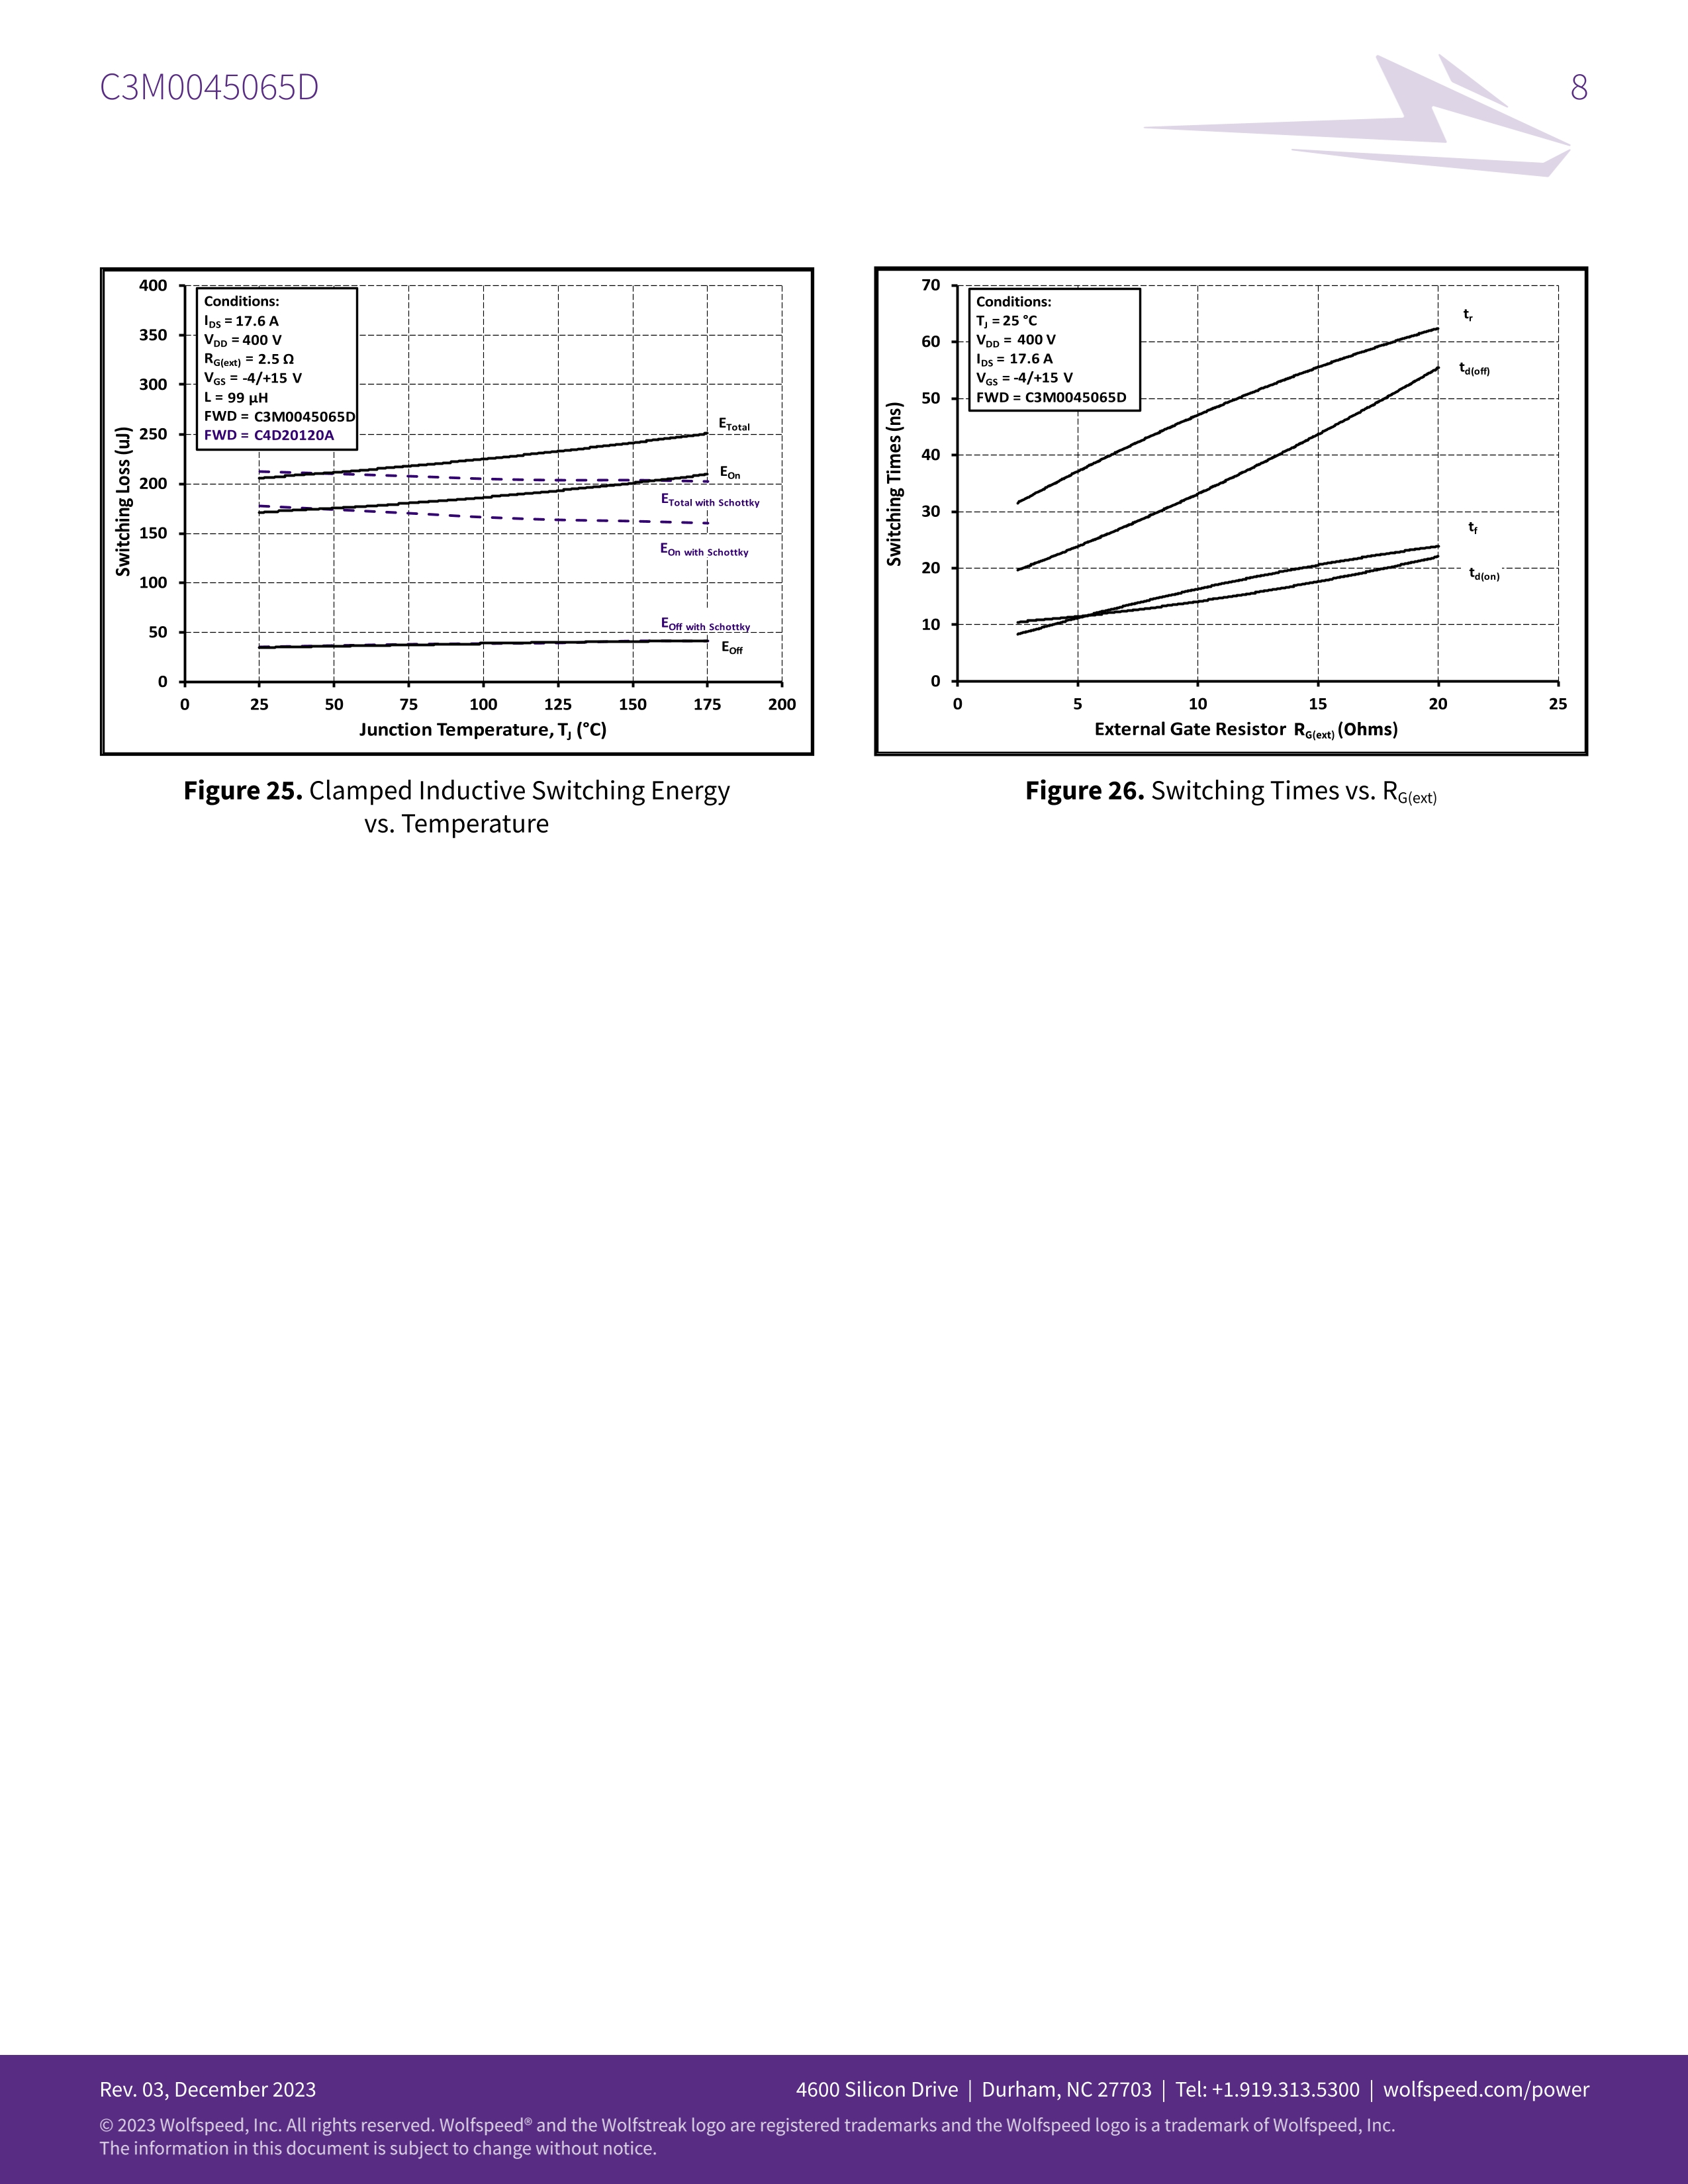 C3M0045065D
8
400
350
300
250
200
150
100
50
0
Switching Loss (uJ)
Conditions:
IDS = 17.6 A
VDD = 400 V
RG(ext) = 2.5 Ω
VGS = -4/+15 V
L = 99 μH
FWD = C3M0045065D
FWD = C4D20120A
ETotal
EOn
ETotal with Schottky
EOn with Schottky
EOff with Schottky
EOff
0 25 50 75 100 125 150 175 200
Junction Temperature, TJ (°C)
Figure 25. Clamped Inductive Switching Energy
vs. Temperature
70
60
50
40
30
20
10
0
Switching Times (ns)
Conditions:
TJ = 25 °C
VDD = 400 V
IDS = 17.6 A
VGS = -4/+15 V
FWD = C3M0045065D
tr
td(off)
tf
td(on)
0 5 10 15 20 25
External Gate Resistor RG(ext) (Ohms)
Figure 26. Switching Times vs. RG(ext)
Rev. 03, December 2023
4600 Silicon Drive | Durham, NC 27703 | Tel: +1.919.313.5300 | wolfspeed.com/power
© 2023 Wolfspeed, Inc. All rights reserved. Wolfspeed® and the Wolfstreak logo are registered trademarks and the Wolfspeed logo is a trademark of Wolfspeed, Inc.
The information in this document is subject to change without notice.